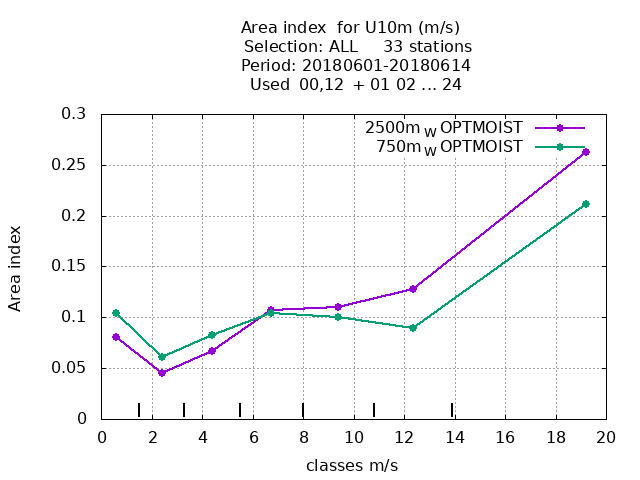 Area index  for U10m (m/s)
Selection: ALL     33 stations
Period: 20180601-20180614
Used  00,12  + 01 02 ... 24
0.3
0.25
0.2
0.15
0.1
0.05
0
2500m W OPTMOIST
750m W OPTMOIST
Area index
0 2 4 6 8 10 12 14 16 18 20
classes m/s